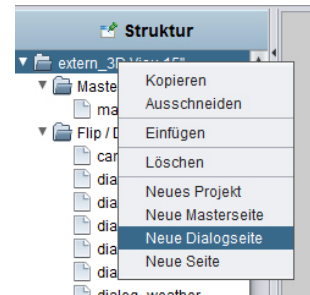 Struktur
extern_3D View 15"
Kopieren
Maste
Ausschneiden
ma
Einfügen
Flip / D
Löschen
car
dia
Neues Projekt
dia
Neue Masterseite
dia
Neue Dialogseite
dia
Neue Seite
dia
dialog_weather